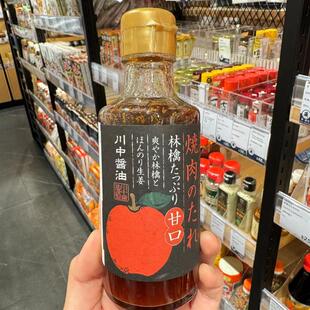 焼肉のたれ
林檎たっぷり
甘口
爽やか林檎と
ほんのり生姜
川中醤油